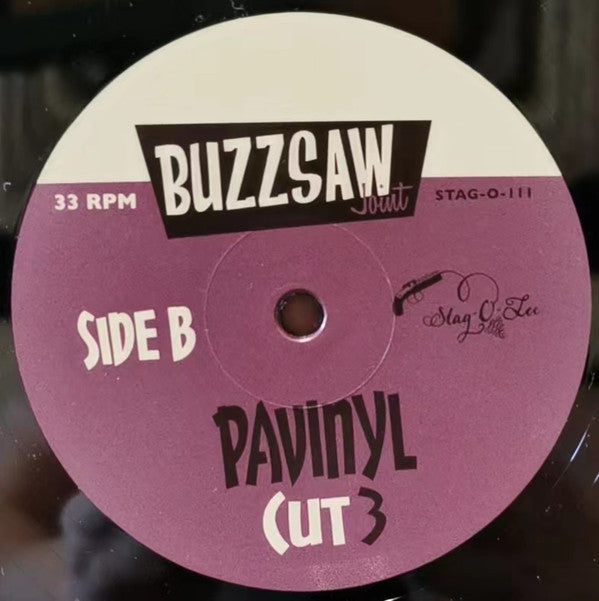 BUZZSAW
Joint
33 RPM
STAG-O-111
SIDE B
Stag-O-Lee
PAVINYL
CUT 3